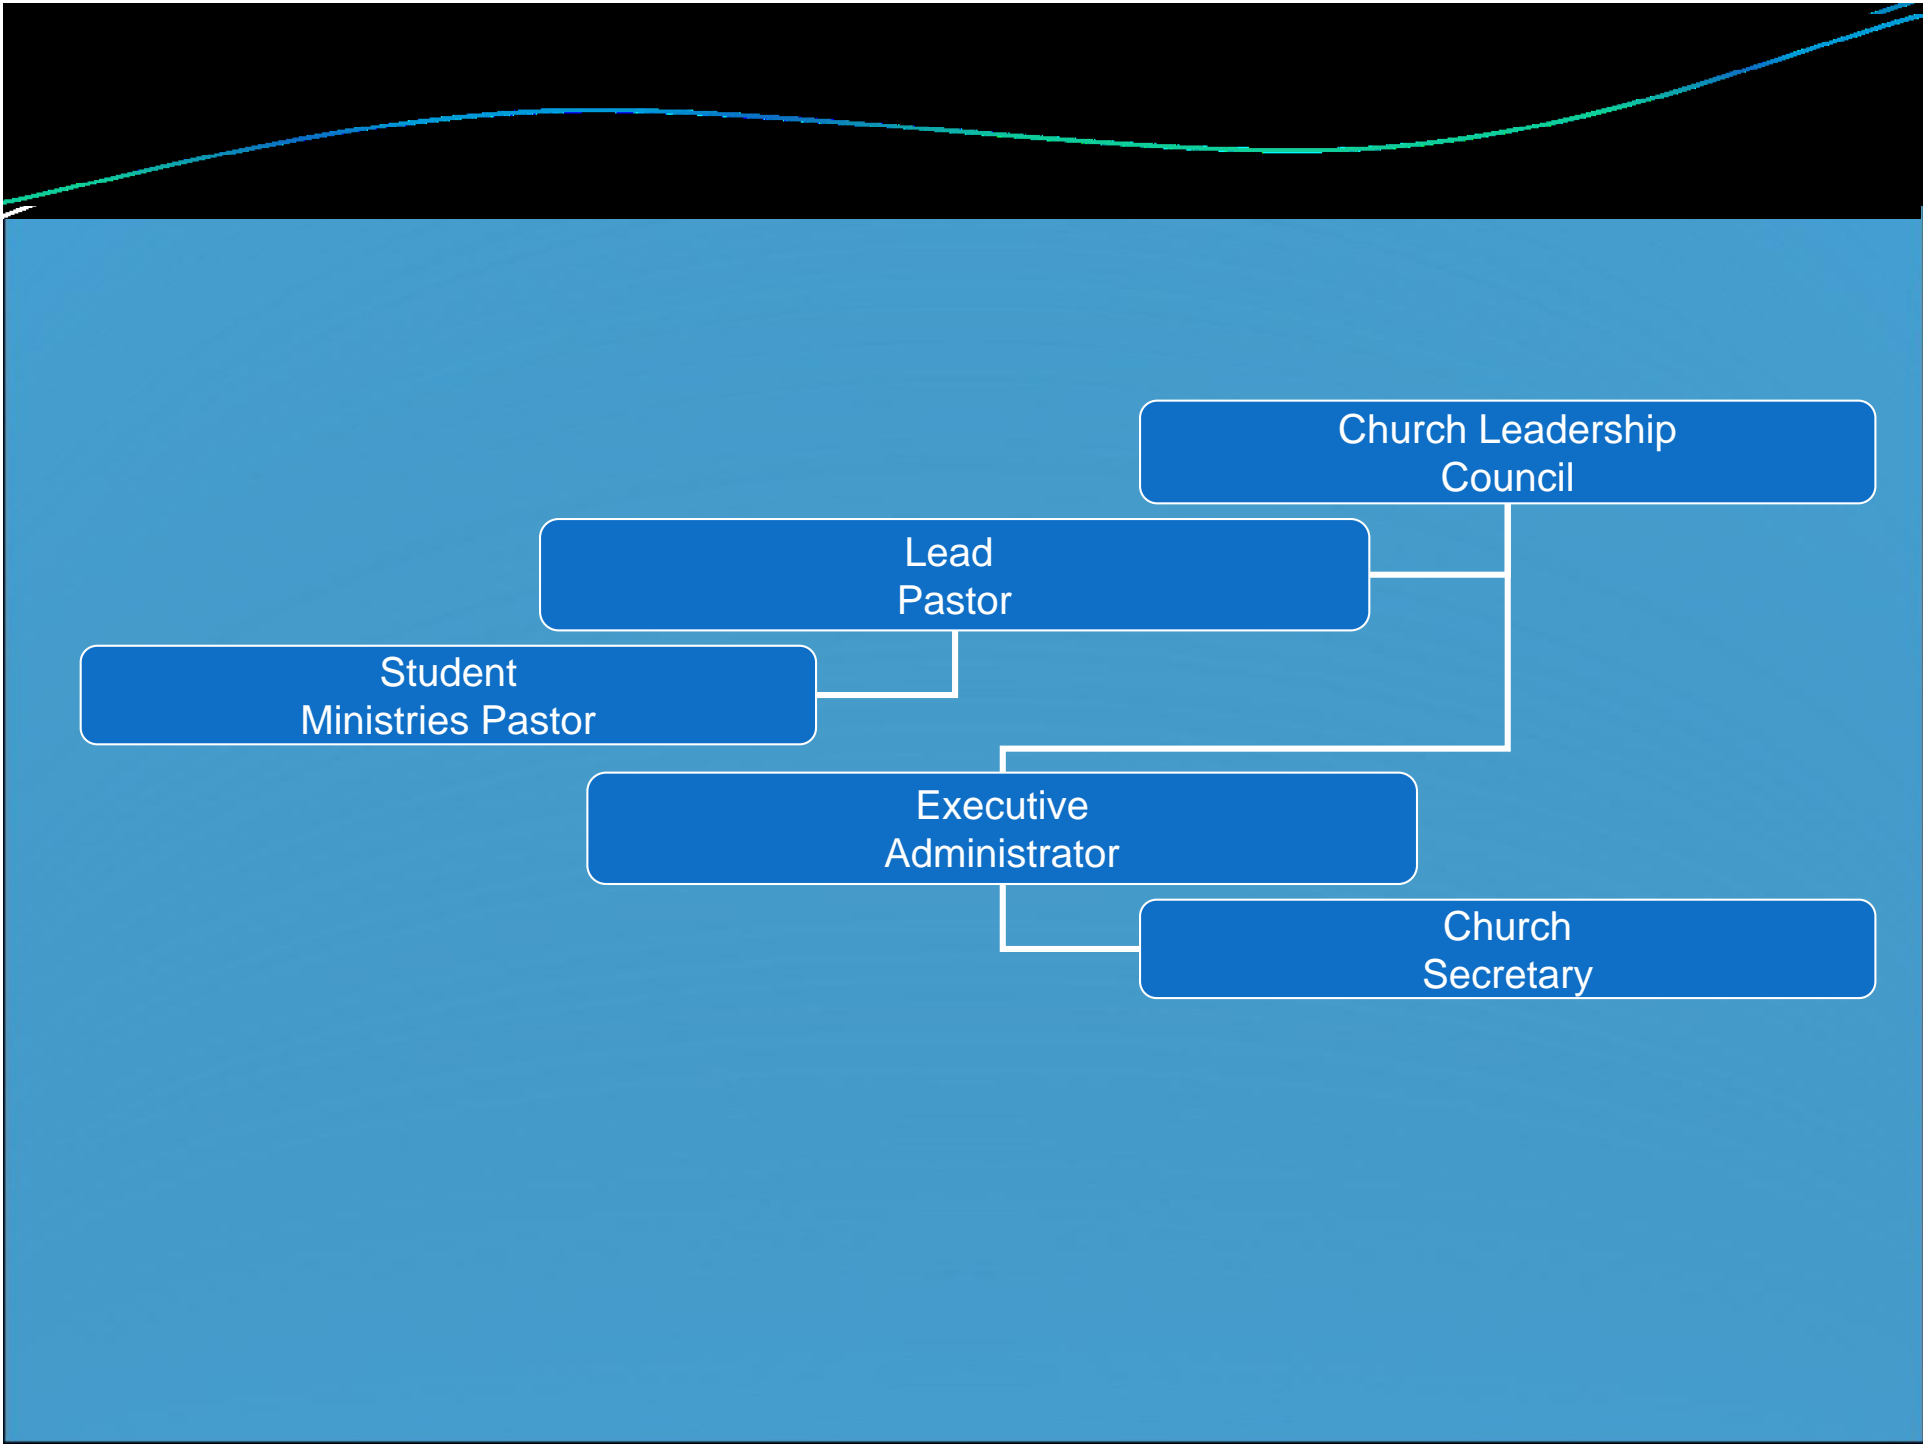 Church Leadership
Council
Lead
Pastor
Student
Ministries Pastor
Executive
Administrator
Church
Secretary